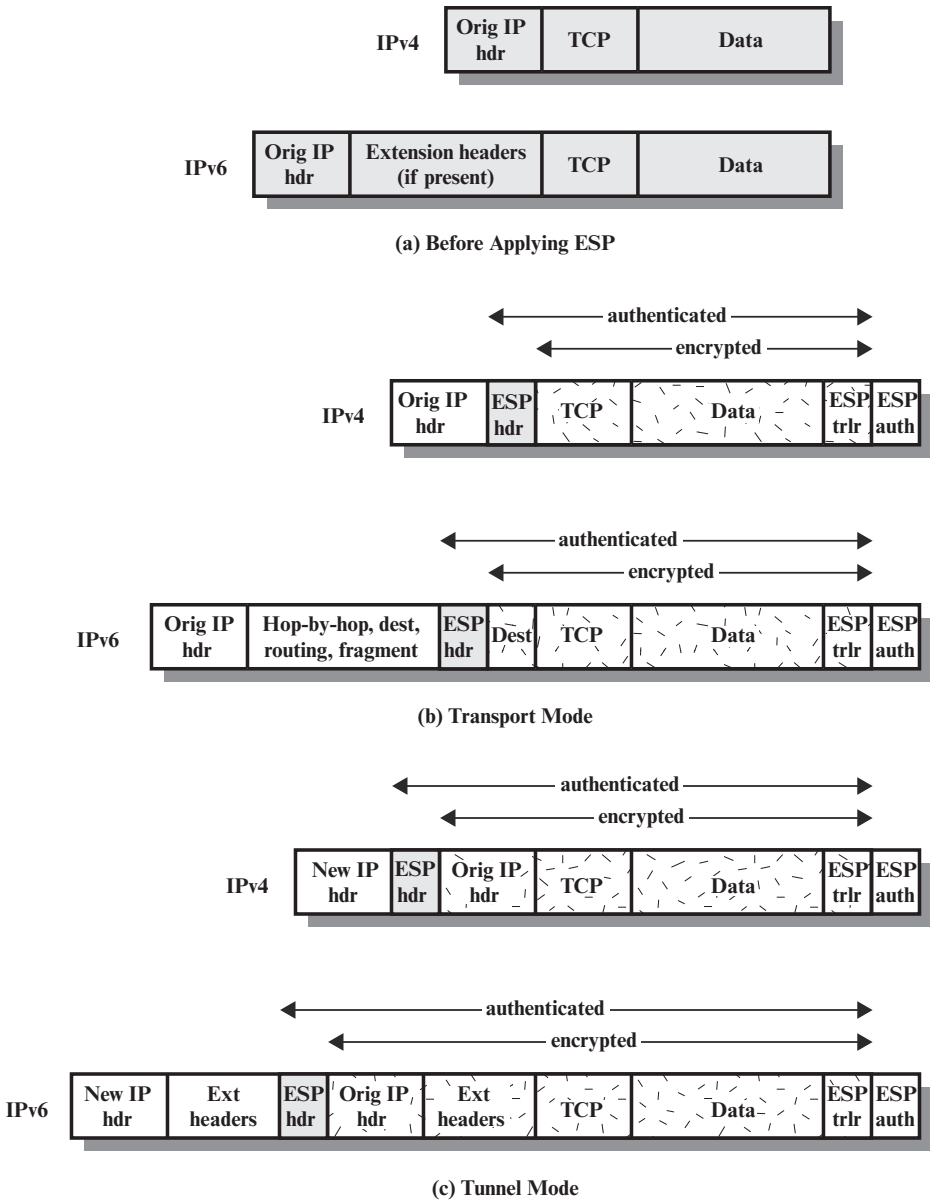 IPv4
Orig IP
hdr
TCP
Data
IPv6
Orig IP
hdr
Extension headers
(if present)
TCP
Data
(a) Before Applying ESP
authenticated
encrypted
IPv4
Orig IP
hdr
ESP
hdr
TCP
Data
ESP
trlr
ESP
auth
authenticated
encrypted
IPv6
Orig IP
hdr
Hop-by-hop, dest,
routing, fragment
ESP
hdr
Dest
TCP
Data
ESP
trlr
ESP
auth
(b) Transport Mode
authenticated
encrypted
IPv4
New IP
hdr
ESP
hdr
Orig IP
hdr
TCP
Data
ESP
trlr
ESP
auth
authenticated
encrypted
IPv6
New IP
hdr
Ext
headers
ESP
hdr
Orig IP
hdr
Ext
headers
TCP
Data
ESP
trlr
ESP
auth
(c) Tunnel Mode